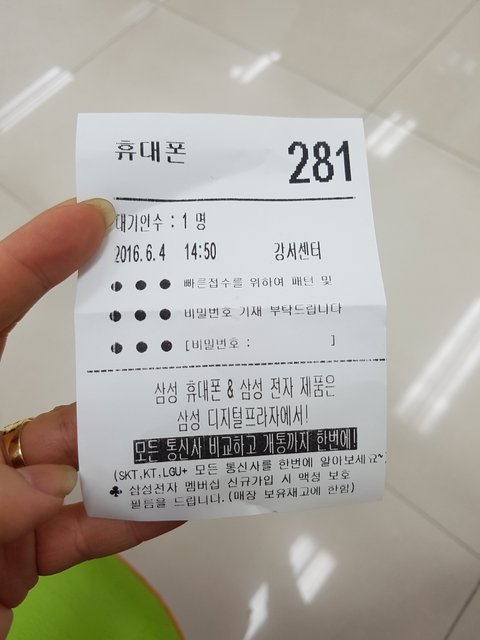 휴대폰 281
대기인수 : 1 명
2016.6.4 14:50 강서센터
빠른접수를 위하여 패턴 및
비밀번호 기재 부탁드립니다
[비밀번호 : ]
삼성 휴대폰 & 삼성 전자 제품은
삼성 디지털프라자에서!
모든 통신사 비교하고 개통까지 한번에!
(SKT,KT,LGU+ 모든 통신사를 한번에 알아보세요~)
♣ 삼성전자 멤버십 신규가입 시 액정 보호
필름을 드립니다.(매장 보유재고에 한함)